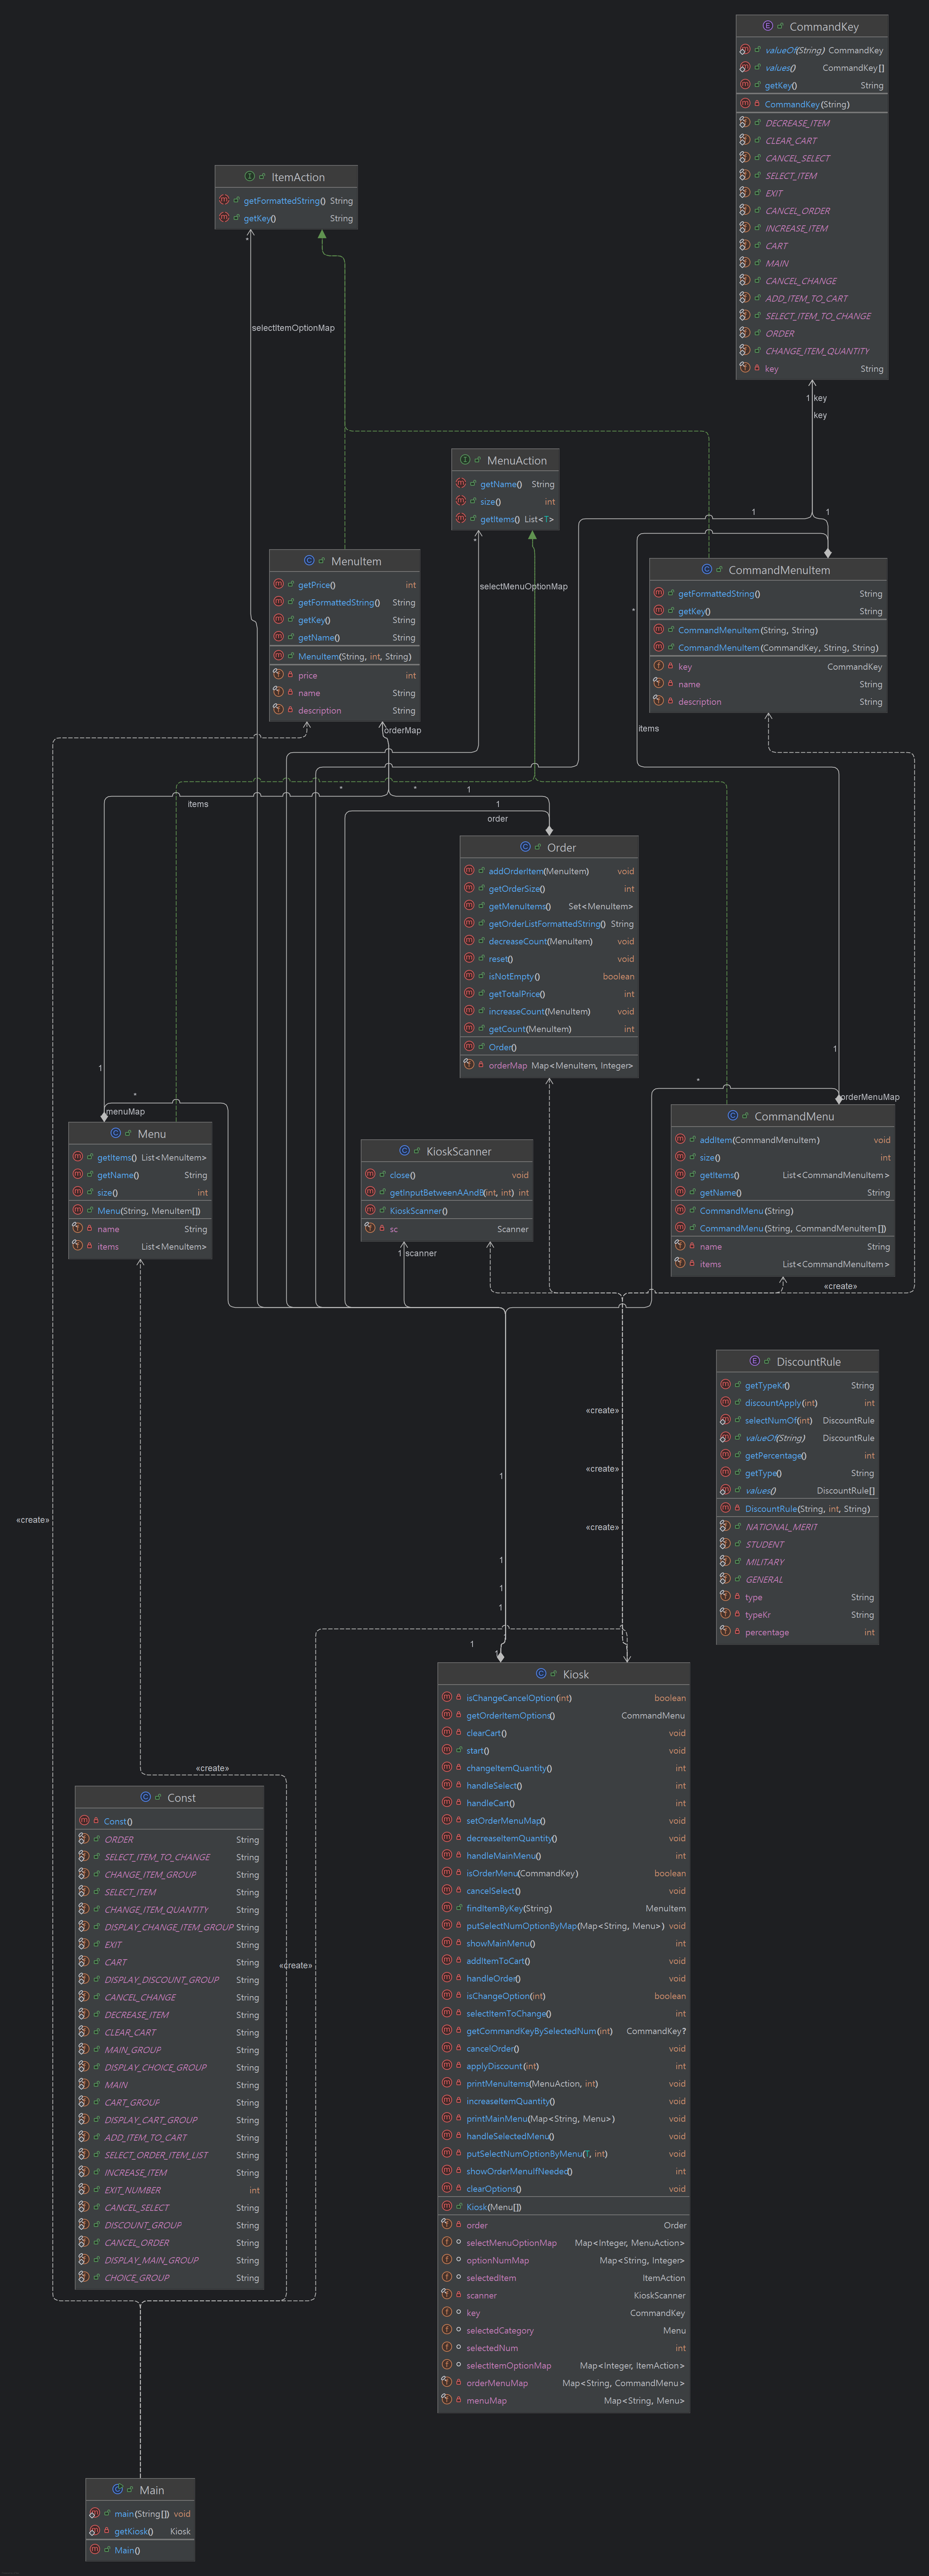 CommandKey
valueOf(String) CommandKey
values() CommandKey[]
getKey() String
CommandKey(String)
DECREASE_ITEM
CLEAR_CART
CANCEL_SELECT
SELECT_ITEM
EXIT
CANCEL_ORDER
INCREASE_ITEM
CART
MAIN
CANCEL_CHANGE
ADD_ITEM_TO_CART
SELECT_ITEM_TO_CHANGE
ORDER
CHANGE_ITEM_QUANTITY
key String
ItemAction
getFormattedString() String
getKey() String
*
selectItemOptionMap
1 key
key
MenuAction
getName() String
size() int
getItems() List<T>
*
selectMenuOptionMap
1
1
MenuItem
getPrice() int
getFormattedString() String
getKey() String
getName() String
MenuItem(String, int, String)
price int
name String
description String
CommandMenuItem
getFormattedString() String
getKey() String
CommandMenuItem(String, String)
CommandMenuItem(CommandKey, String, String)
key CommandKey
name String
description String
*
items
orderMap
*
*
1
items
1
order
Order
addOrderItem(MenuItem) void
getOrderSize() int
getMenuItems() Set<MenuItem>
getOrderListFormattedString() String
decreaseCount(MenuItem) void
reset() void
isNotEmpty() boolean
getTotalPrice() int
increaseCount(MenuItem) void
getCount(MenuItem) int
Order()
orderMap Map<MenuItem, Integer>
1
1
*
*
menuMap
orderMenuMap
Menu
getItems() List<MenuItem>
getName() String
size() int
Menu(String, MenuItem[])
name String
items List<MenuItem>
KioskScanner
close() void
getInputBetweenAAndB(int, int) int
KioskScanner()
sc Scanner
1 scanner
CommandMenu
addItem(CommandMenuItem) void
size() int
getItems() List<CommandMenuItem>
getName() String
CommandMenu(String)
CommandMenu(String, CommandMenuItem[])
name String
items List<CommandMenuItem>
«create»
DiscountRule
getTypeKr() String
discountApply(int) int
selectNumOf(int) DiscountRule
valueOf(String) DiscountRule
getPercentage() int
getType() String
values() DiscountRule[]
DiscountRule(String, int, String)
NATIONAL_MERIT
STUDENT
MILITARY
GENERAL
type String
typeKr String
percentage int
«create»
«create»
1
«create»
«create»
1
1
1
1
1
Kiosk
isChangeCancelOption(int) boolean
getOrderItemOptions() CommandMenu
clearCart() void
start() void
changeItemQuantity() int
handleSelect() int
handleCart() int
setOrderMenuMap() void
decreaseItemQuantity() void
handleMainMenu() int
isOrderMenu(CommandKey) boolean
cancelSelect() void
findItemByKey(String) MenuItem
putSelectNumOptionByMap(Map<String, Menu>) void
showMainMenu() int
addItemToCart() void
handleOrder() void
isChangeOption(int) boolean
selectItemToChange() int
getCommandKeyBySelectedNum(int) CommandKey?
cancelOrder() void
applyDiscount(int) int
printMenuItems(MenuAction, int) void
increaseItemQuantity() void
printMainMenu(Map<String, Menu>) void
handleSelectedMenu() void
putSelectNumOptionByMenu(T, int) void
showOrderMenuIfNeeded() int
clearOptions() void
Kiosk(Menu[])
order Order
selectMenuOptionMap Map<Integer, MenuAction>
optionNumMap Map<String, Integer>
selectedItem ItemAction
scanner KioskScanner
key CommandKey
selectedCategory Menu
selectedNum int
selectItemOptionMap Map<Integer, ItemAction>
orderMenuMap Map<String, CommandMenu>
menuMap Map<String, Menu>
«create»
«create»
Const
Const()
ORDER String
SELECT_ITEM_TO_CHANGE String
CHANGE_ITEM_GROUP String
SELECT_ITEM String
CHANGE_ITEM_QUANTITY String
DISPLAY_CHANGE_ITEM_GROUP String
EXIT String
CART String
DISPLAY_DISCOUNT_GROUP String
CANCEL_CHANGE String
DECREASE_ITEM String
CLEAR_CART String
MAIN_GROUP String
DISPLAY_CHOICE_GROUP String
MAIN String
CART_GROUP String
DISPLAY_CART_GROUP String
ADD_ITEM_TO_CART String
SELECT_ORDER_ITEM_LIST String
INCREASE_ITEM String
EXIT_NUMBER int
CANCEL_SELECT String
DISCOUNT_GROUP String
CANCEL_ORDER String
DISPLAY_MAIN_GROUP String
CHOICE_GROUP String
Main
main(String[]) void
getKiosk() Kiosk
Main()